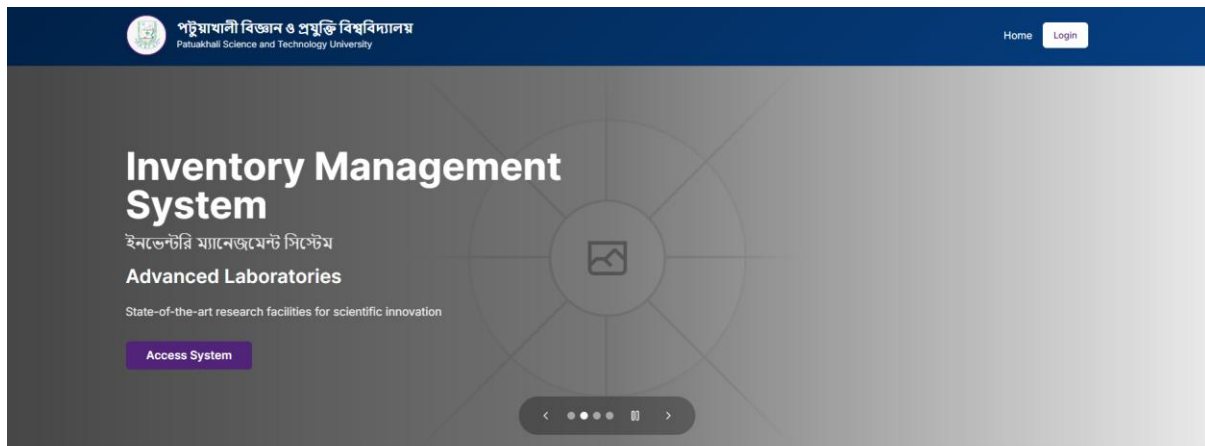 পটুয়াখালী বিজ্ঞান ও প্রযুক্তি বিশ্ববিদ্যালয়
Patuakhali Science and Technology University
Home
Login
Inventory Management
System
ইনভেন্টরি ম্যানেজমেন্ট সিস্টেম
Advanced Laboratories
State-of-the-art research facilities for scientific innovation
Access System